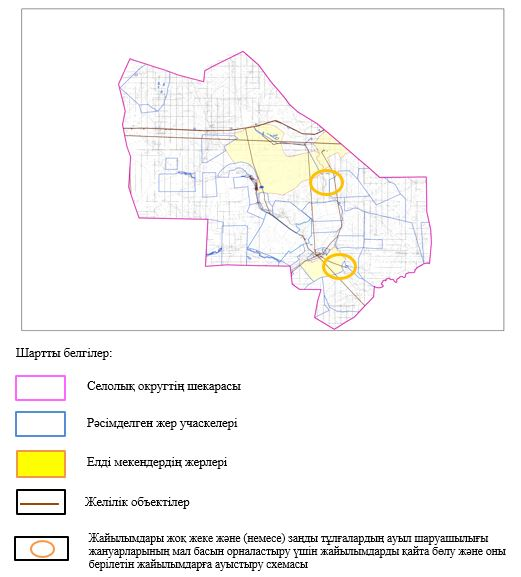 Шартты белгілер:
Селолық округтің шекарасы
Рәсімделген жер учаскелері
Елді мекендердің жерлері
Желілік объектілер
Жайылымдары жоқ жеке және (немесе) заңды тұлғалардың ауыл шаруашылығы
жануарларының мал басын орналастыру үшін жайылымдарды қайта бөлу және оны
берілетін жайылымдарға ауыстыру схемасы